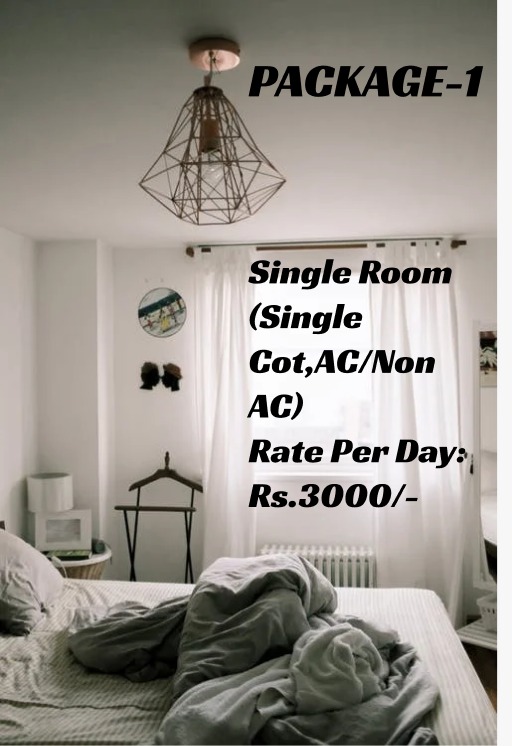 PACKAGE-1
Single Room
(Single
Cot,AC/Non
AC)
Rate Per Day:
Rs.3000/-